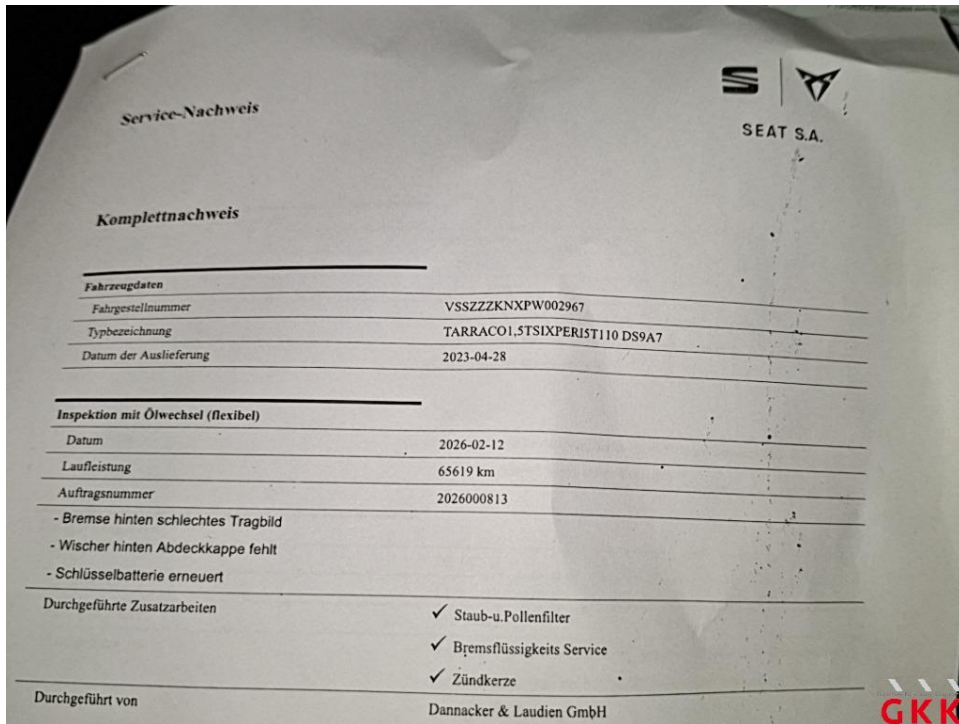 SEAT S.A.
Service-Nachweis
Komplettnachweis
Fahrzeugdaten
Fahrgestellnummer VSSZZZKNXPW002967
Typbezeichnung TARRACO1,5TSIXPERI5T110 DS9A7
Datum der Auslieferung 2023-04-28
Inspektion mit Ölwechsel (flexibel)
Datum 2026-02-12
Laufleistung 65619 km
Auftragsnummer 2026000813
- Bremse hinten schlechtes Tragbild
- Wischer hinten Abdeckkappe fehlt
- Schlüsselbatterie erneuert
Durchgeführte Zusatzarbeiten ✓ Staub-u.Pollenfilter
✓ Bremsflüssigkeits Service
✓ Zündkerze
Durchgeführt von Dannacker & Laudien GmbH
GKK